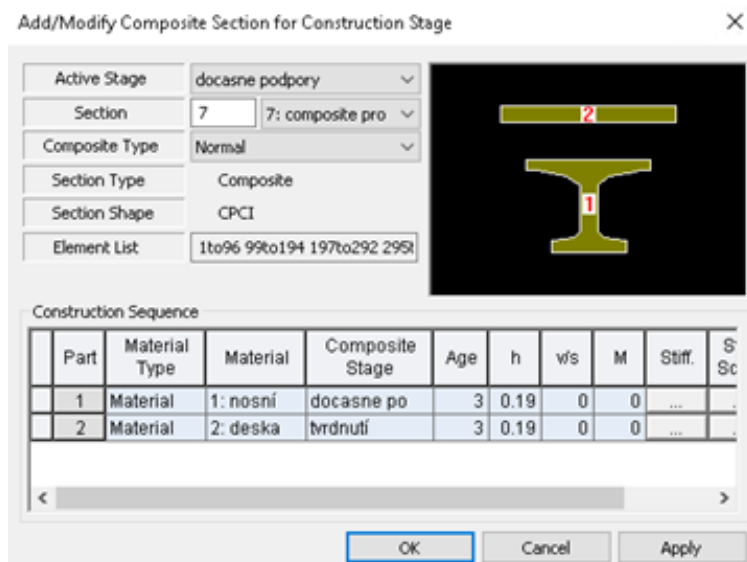 Add/Modify Composite Section for Construction Stage
Active Stage docasne podpory
Section 7 7: composite pro
Composite Type Normal
Section Type Composite
Section Shape CPCI
Element List 1to96 99to194 197to292 295t
2
1
Construction Sequence
Part Material Type Material Composite Stage Age h v/s M Stiff.
1 Material 1: nosní docasne po 3 0.19 0 0 ...
2 Material 2: deska tvrdnutí 3 0.19 0 0 ...
OK Cancel Apply